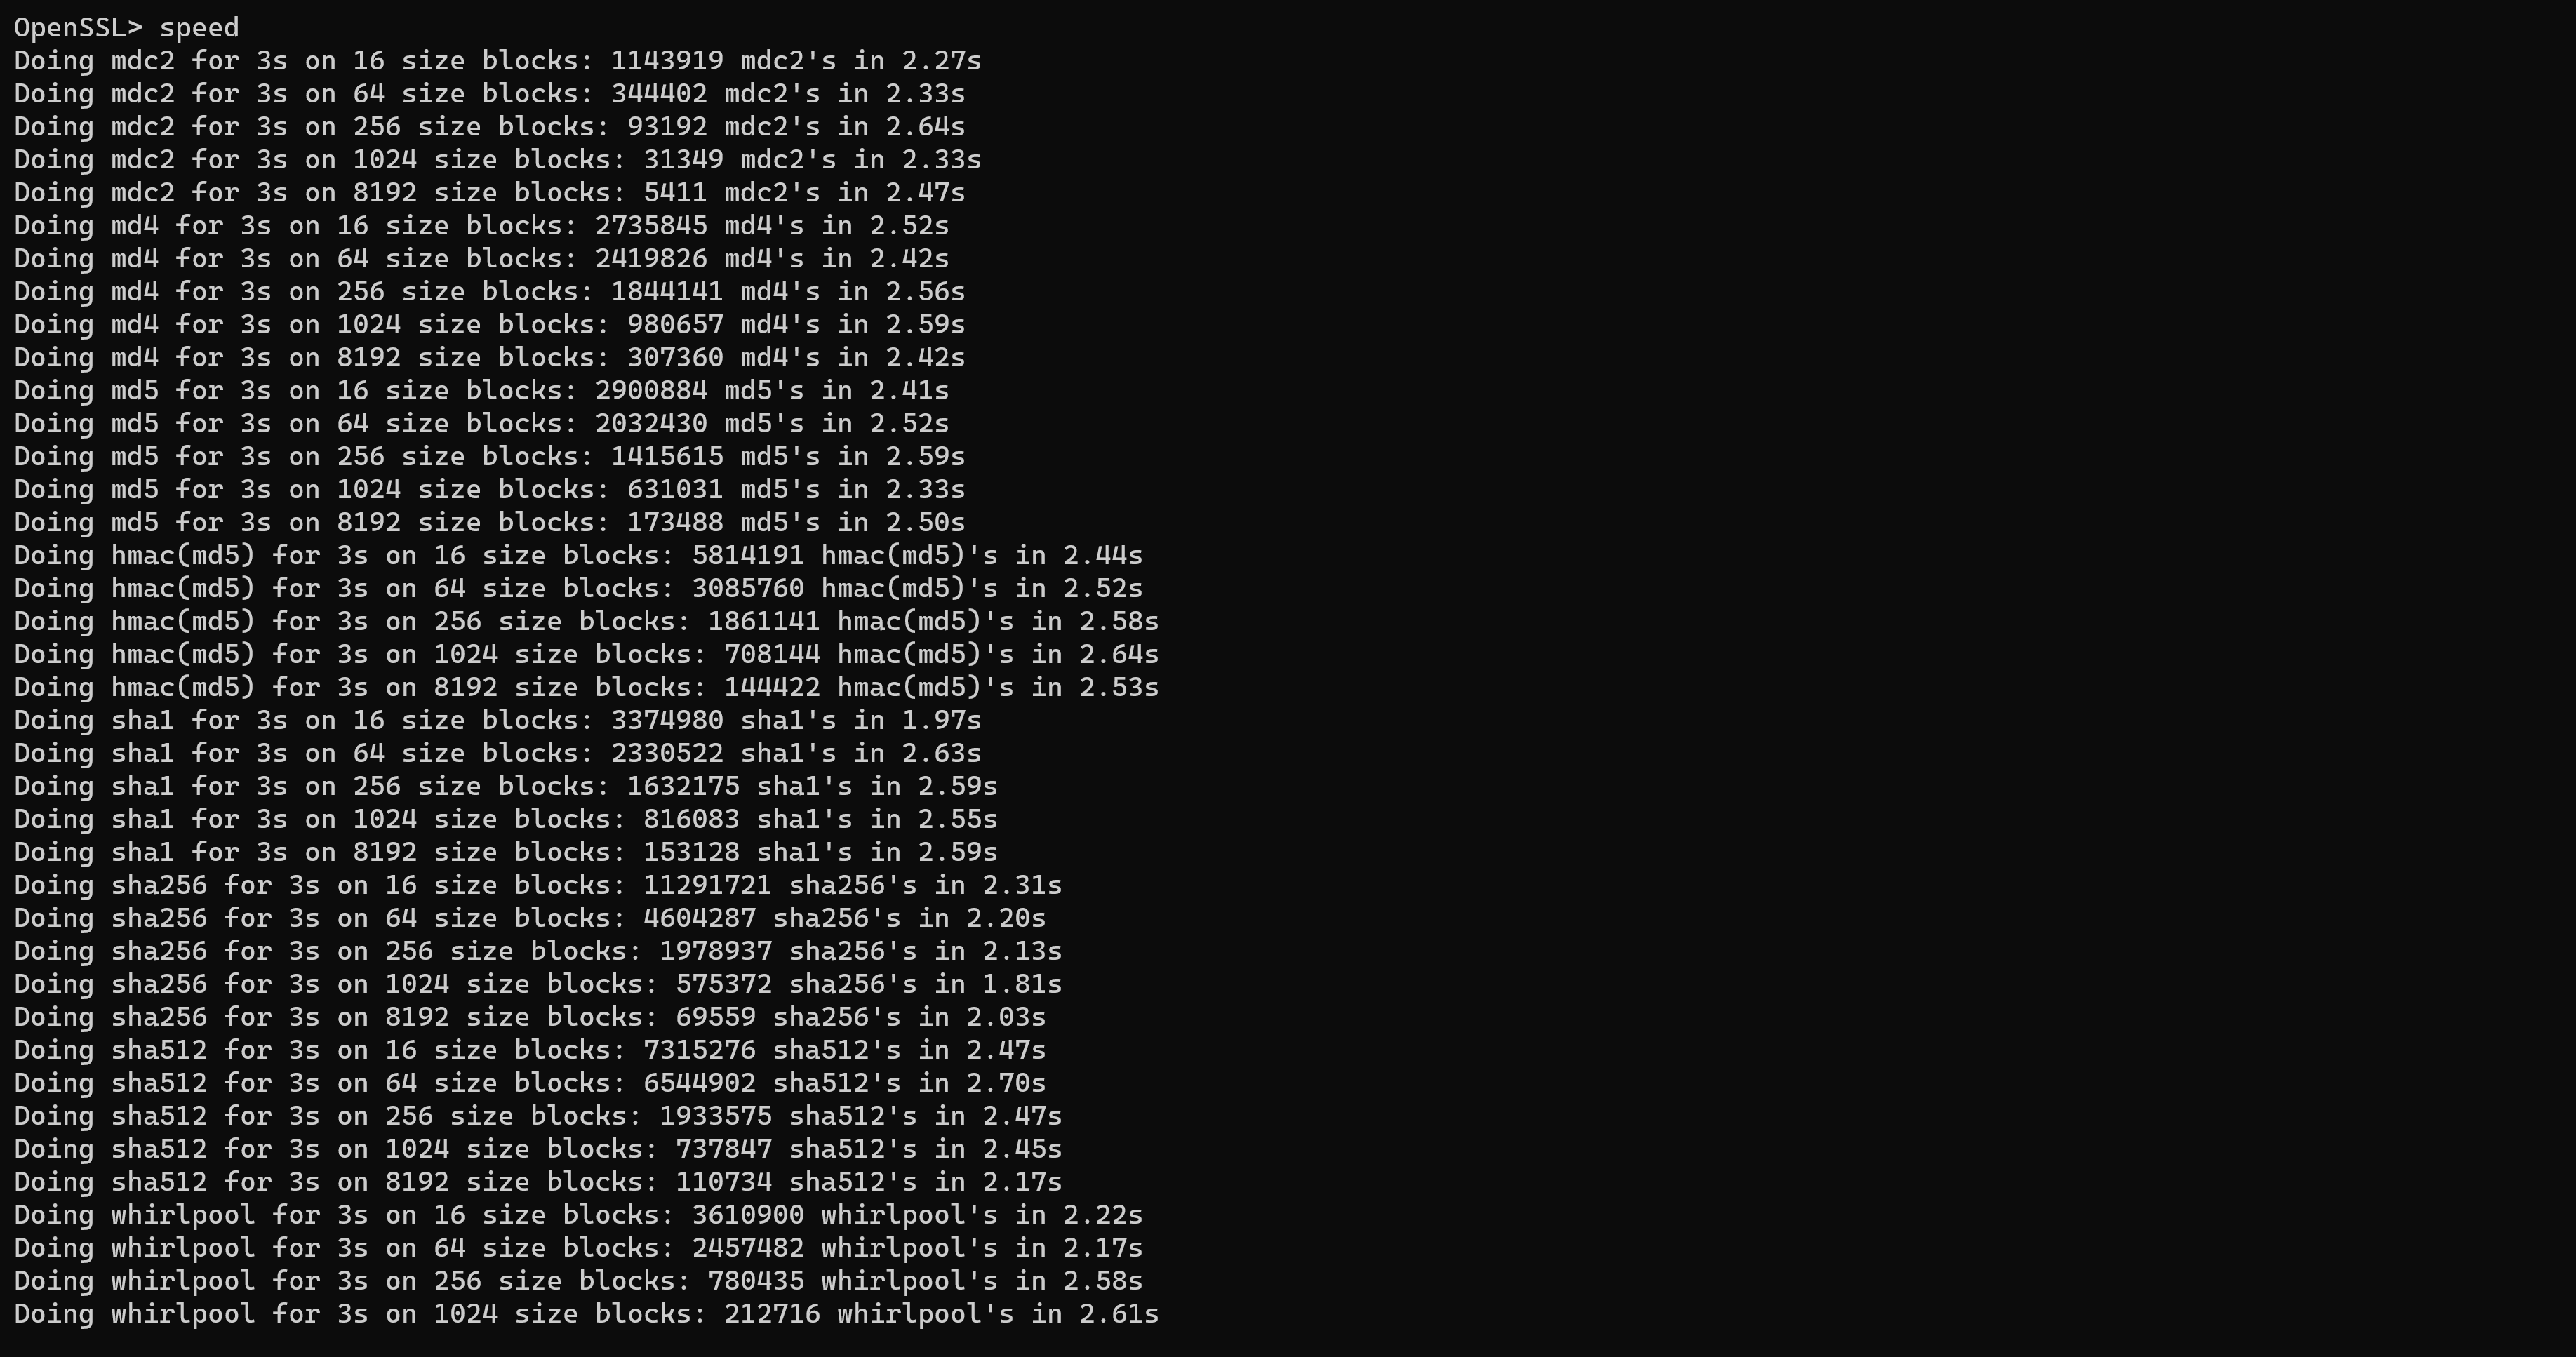 OpenSSL> speed
Doing mdc2 for 3s on 16 size blocks: 1143919 mdc2's in 2.27s
Doing mdc2 for 3s on 64 size blocks: 344402 mdc2's in 2.33s
Doing mdc2 for 3s on 256 size blocks: 93192 mdc2's in 2.64s
Doing mdc2 for 3s on 1024 size blocks: 31349 mdc2's in 2.33s
Doing mdc2 for 3s on 8192 size blocks: 5411 mdc2's in 2.47s
Doing md4 for 3s on 16 size blocks: 2735845 md4's in 2.52s
Doing md4 for 3s on 64 size blocks: 2419826 md4's in 2.42s
Doing md4 for 3s on 256 size blocks: 1844141 md4's in 2.56s
Doing md4 for 3s on 1024 size blocks: 980657 md4's in 2.59s
Doing md4 for 3s on 8192 size blocks: 307360 md4's in 2.42s
Doing md5 for 3s on 16 size blocks: 2900884 md5's in 2.41s
Doing md5 for 3s on 64 size blocks: 2032430 md5's in 2.52s
Doing md5 for 3s on 256 size blocks: 1415615 md5's in 2.59s
Doing md5 for 3s on 1024 size blocks: 631031 md5's in 2.33s
Doing md5 for 3s on 8192 size blocks: 173488 md5's in 2.50s
Doing hmac(md5) for 3s on 16 size blocks: 5814191 hmac(md5)'s in 2.44s
Doing hmac(md5) for 3s on 64 size blocks: 3085760 hmac(md5)'s in 2.52s
Doing hmac(md5) for 3s on 256 size blocks: 1861141 hmac(md5)'s in 2.58s
Doing hmac(md5) for 3s on 1024 size blocks: 708144 hmac(md5)'s in 2.64s
Doing hmac(md5) for 3s on 8192 size blocks: 144422 hmac(md5)'s in 2.53s
Doing sha1 for 3s on 16 size blocks: 3374980 sha1's in 1.97s
Doing sha1 for 3s on 64 size blocks: 2330522 sha1's in 2.63s
Doing sha1 for 3s on 256 size blocks: 1632175 sha1's in 2.59s
Doing sha1 for 3s on 1024 size blocks: 816083 sha1's in 2.55s
Doing sha1 for 3s on 8192 size blocks: 153128 sha1's in 2.59s
Doing sha256 for 3s on 16 size blocks: 11291721 sha256's in 2.31s
Doing sha256 for 3s on 64 size blocks: 4604287 sha256's in 2.20s
Doing sha256 for 3s on 256 size blocks: 1978937 sha256's in 2.13s
Doing sha256 for 3s on 1024 size blocks: 575372 sha256's in 1.81s
Doing sha256 for 3s on 8192 size blocks: 69559 sha256's in 2.03s
Doing sha512 for 3s on 16 size blocks: 7315276 sha512's in 2.47s
Doing sha512 for 3s on 64 size blocks: 6544902 sha512's in 2.70s
Doing sha512 for 3s on 256 size blocks: 1933575 sha512's in 2.47s
Doing sha512 for 3s on 1024 size blocks: 737847 sha512's in 2.45s
Doing sha512 for 3s on 8192 size blocks: 110734 sha512's in 2.17s
Doing whirlpool for 3s on 16 size blocks: 3610900 whirlpool's in 2.22s
Doing whirlpool for 3s on 64 size blocks: 2457482 whirlpool's in 2.17s
Doing whirlpool for 3s on 256 size blocks: 780435 whirlpool's in 2.58s
Doing whirlpool for 3s on 1024 size blocks: 212716 whirlpool's in 2.61s